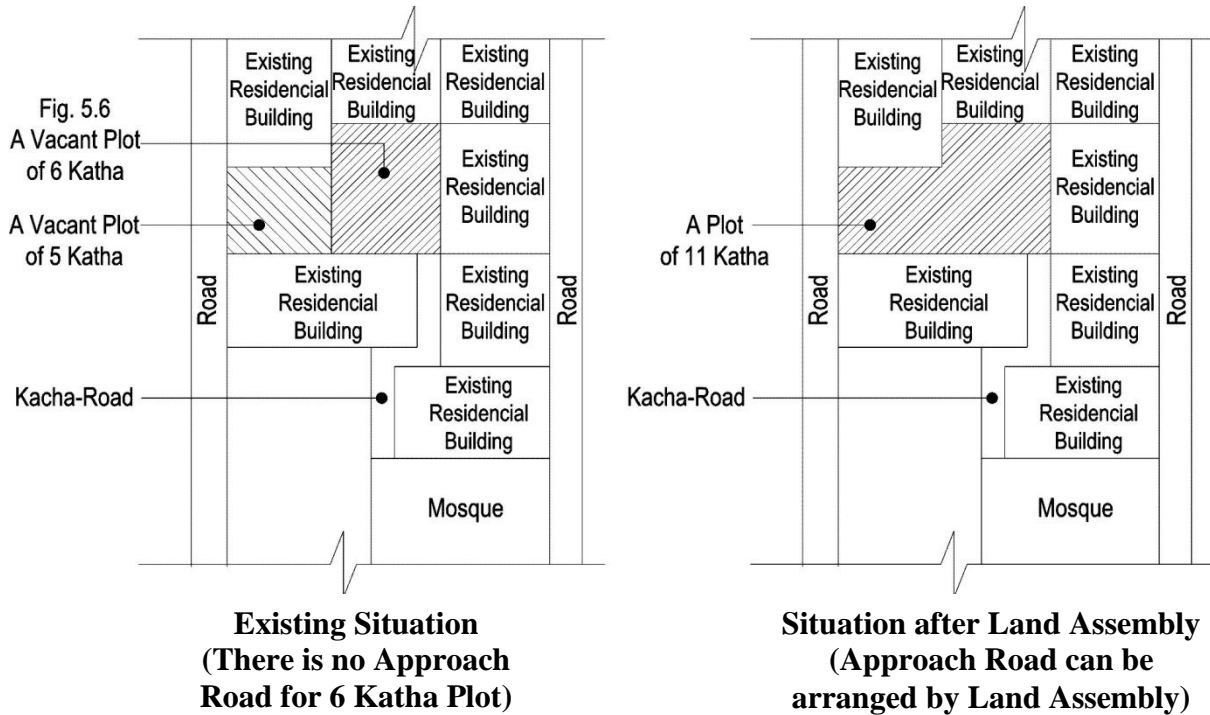 Existing
Residencial
Building
Existing
Residencial
Building
Existing
Residencial
Building
Fig. 5.6
A Vacant Plot
of 6 Katha
A Vacant Plot
of 5 Katha
Existing
Residencial
Building
Existing
Residencial
Building
Existing
Residencial
Building
Road
Road
Kacha-Road
Existing
Residencial
Building
Mosque
Existing Situation
(There is no Approach
Road for 6 Katha Plot)
Existing
Residencial
Building
Existing
Residencial
Building
Existing
Residencial
Building
Existing
Residencial
Building
A Plot
of 11 Katha
Existing
Residencial
Building
Existing
Residencial
Building
Road
Road
Kacha-Road
Existing
Residencial
Building
Mosque
Situation after Land Assembly
(Approach Road can be
arranged by Land Assembly)